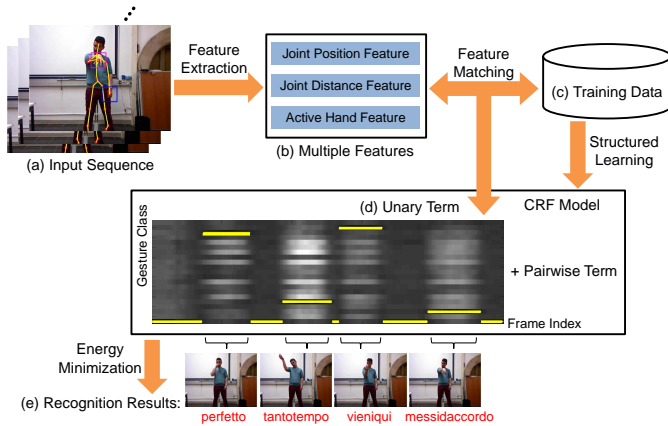 Feature
Extraction
Joint Position Feature
Joint Distance Feature
Active Hand Feature
Feature
Matching
(c) Training Data
(a) Input Sequence
(b) Multiple Features
Structured
Learning
(d) Unary Term
CRF Model
Gesture Class
+ Pairwise Term
Frame Index
Energy
Minimization
(e) Recognition Results:
perfetto
tantotempo
vieniqui
messidaccordo